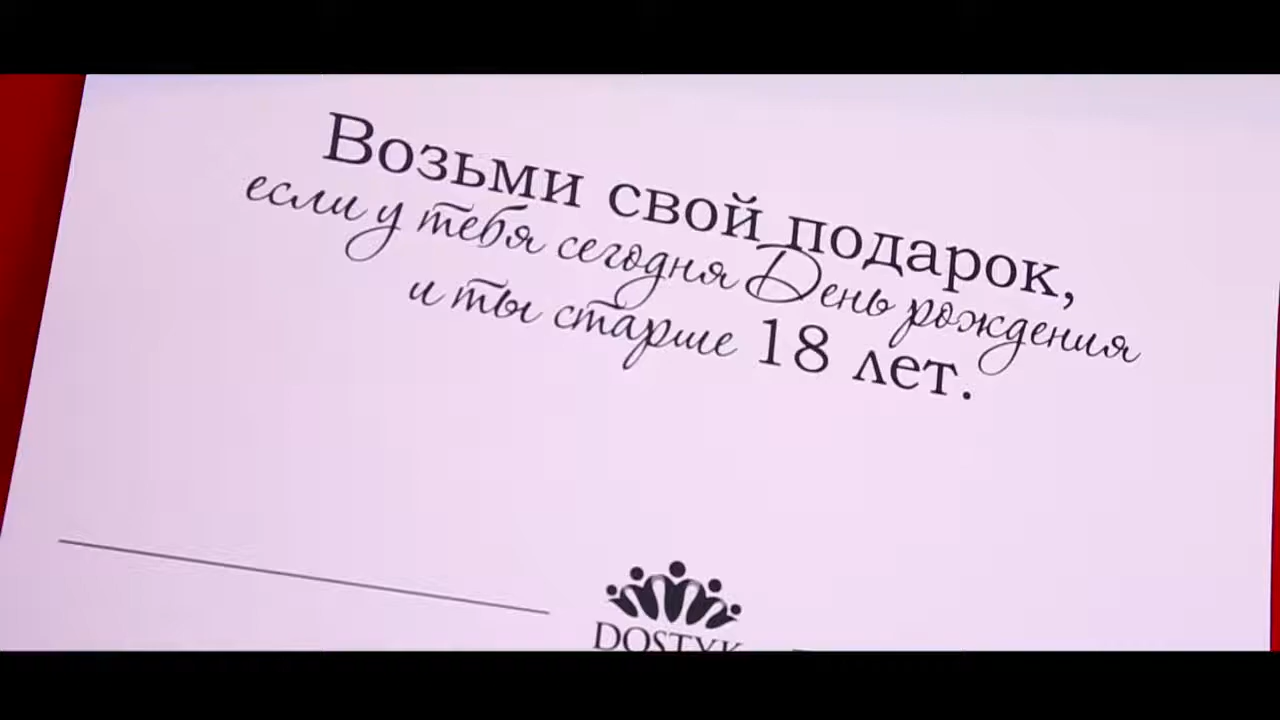 Возьми свой подарок,
если у тебя сегодня День рождения
и ты старше 18 лет.
DOSTYK